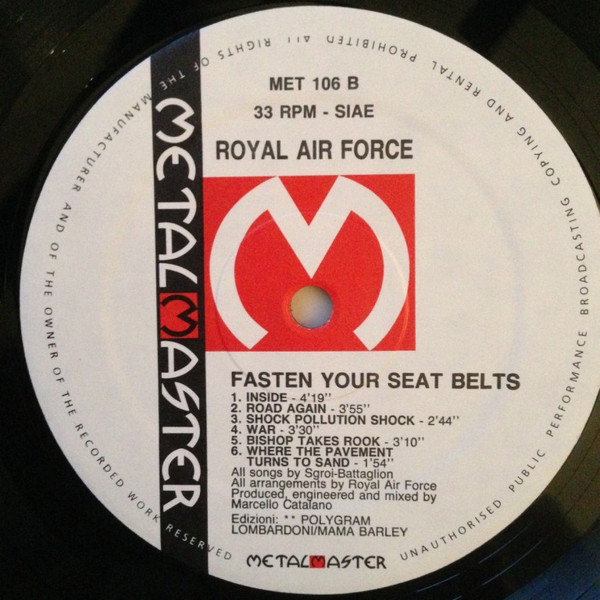 MET 106 B
33 RPM - SIAE
ROYAL AIR FORCE
METALMASTER
FASTEN YOUR SEAT BELTS
1. INSIDE - 4'19''
2. ROAD AGAIN - 3'55''
3. SHOCK POLLUTION SHOCK - 2'44''
4. WAR - 3'30''
5. BISHOP TAKES ROOK - 3'10''
6. WHERE THE PAVEMENT
TURNS TO SAND - 1'54''
All songs by Sgroi-Battaglion
All arrangements by Royal Air Force
Produced, engineered and mixed by
Marcello Catalano
Edizioni: ** POLYGRAM
LOMBARDONI/MAMA BARLEY
METALMASTER
ALL RIGHTS OF THE MANUFACTURER AND OF THE OWNER OF THE RECORDED WORK RESERVED UNAUTHORISED PUBLIC PERFORMANCE BROADCASTING COPYING AND RENTAL PROHIBITED